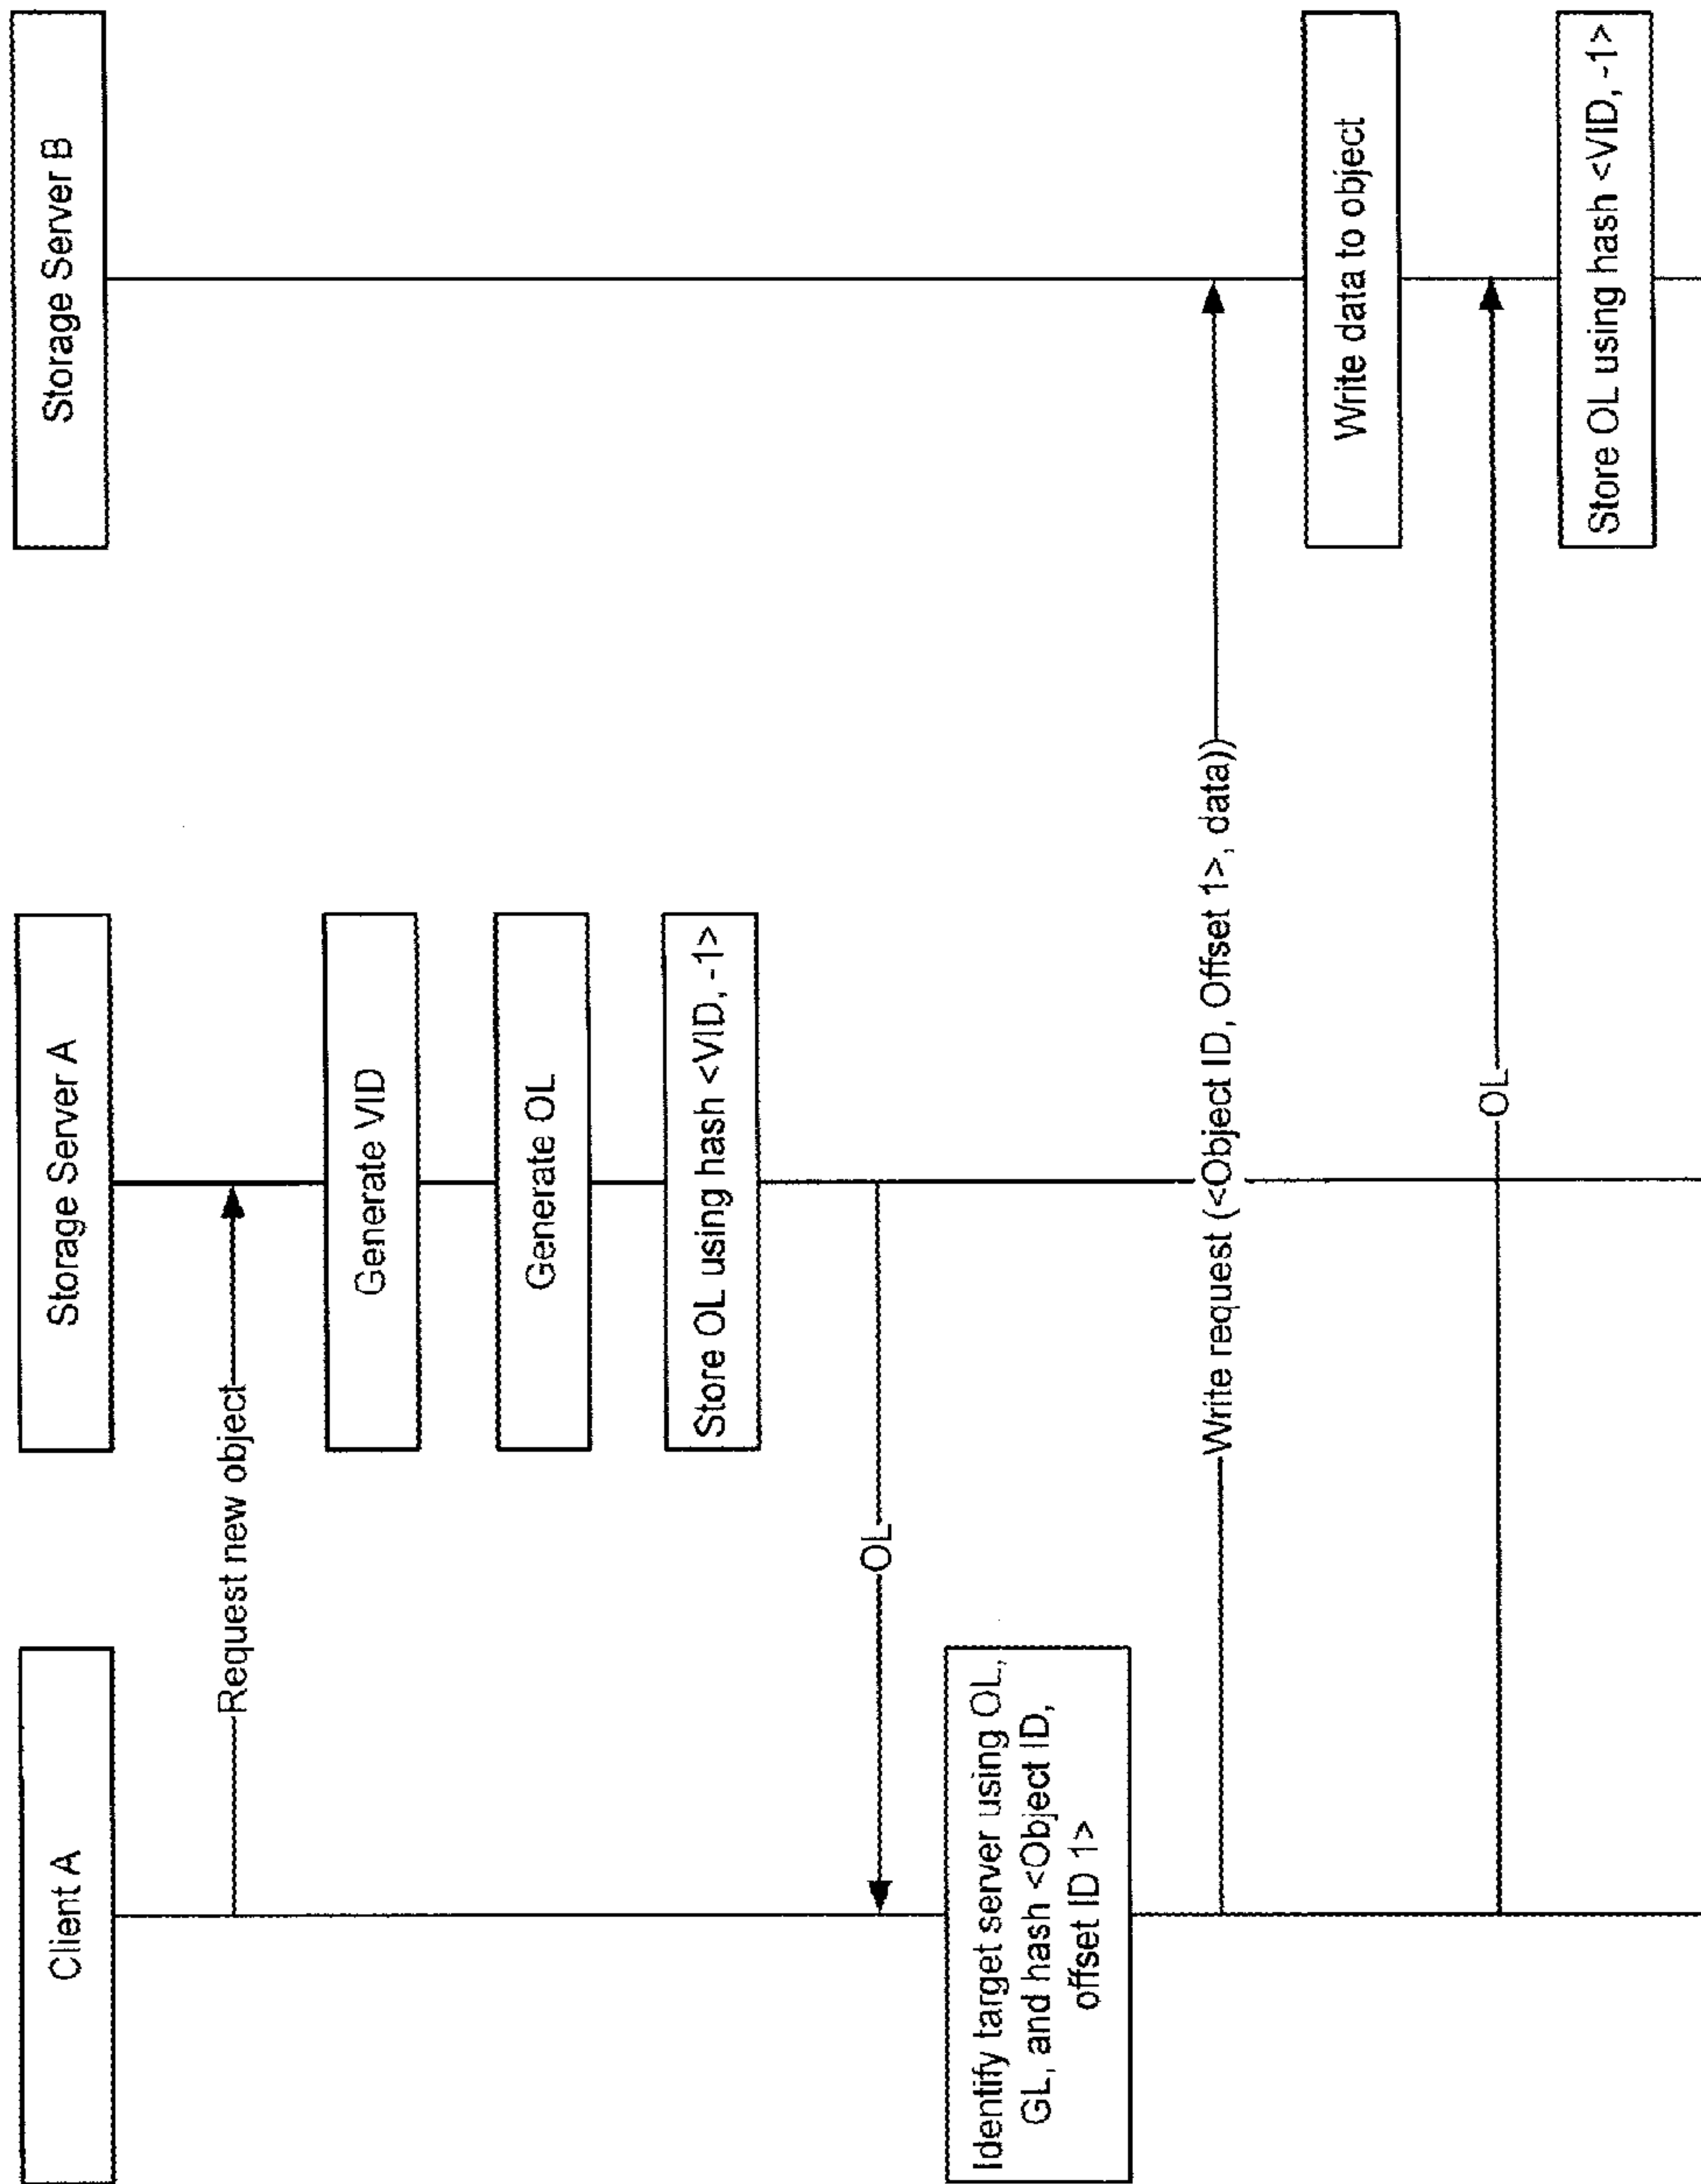 Client A
Storage Server A
Storage Server B
Request new object
Generate VID
Generate OL
Store OL using hash <VID, -1>
OL
Identify target server using OL,
GL, and hash <Object ID,
offset ID 1>
Write request (<Object ID, Offset 1>, data))
Write data to object
OL
Store OL using hash <VID, -1>